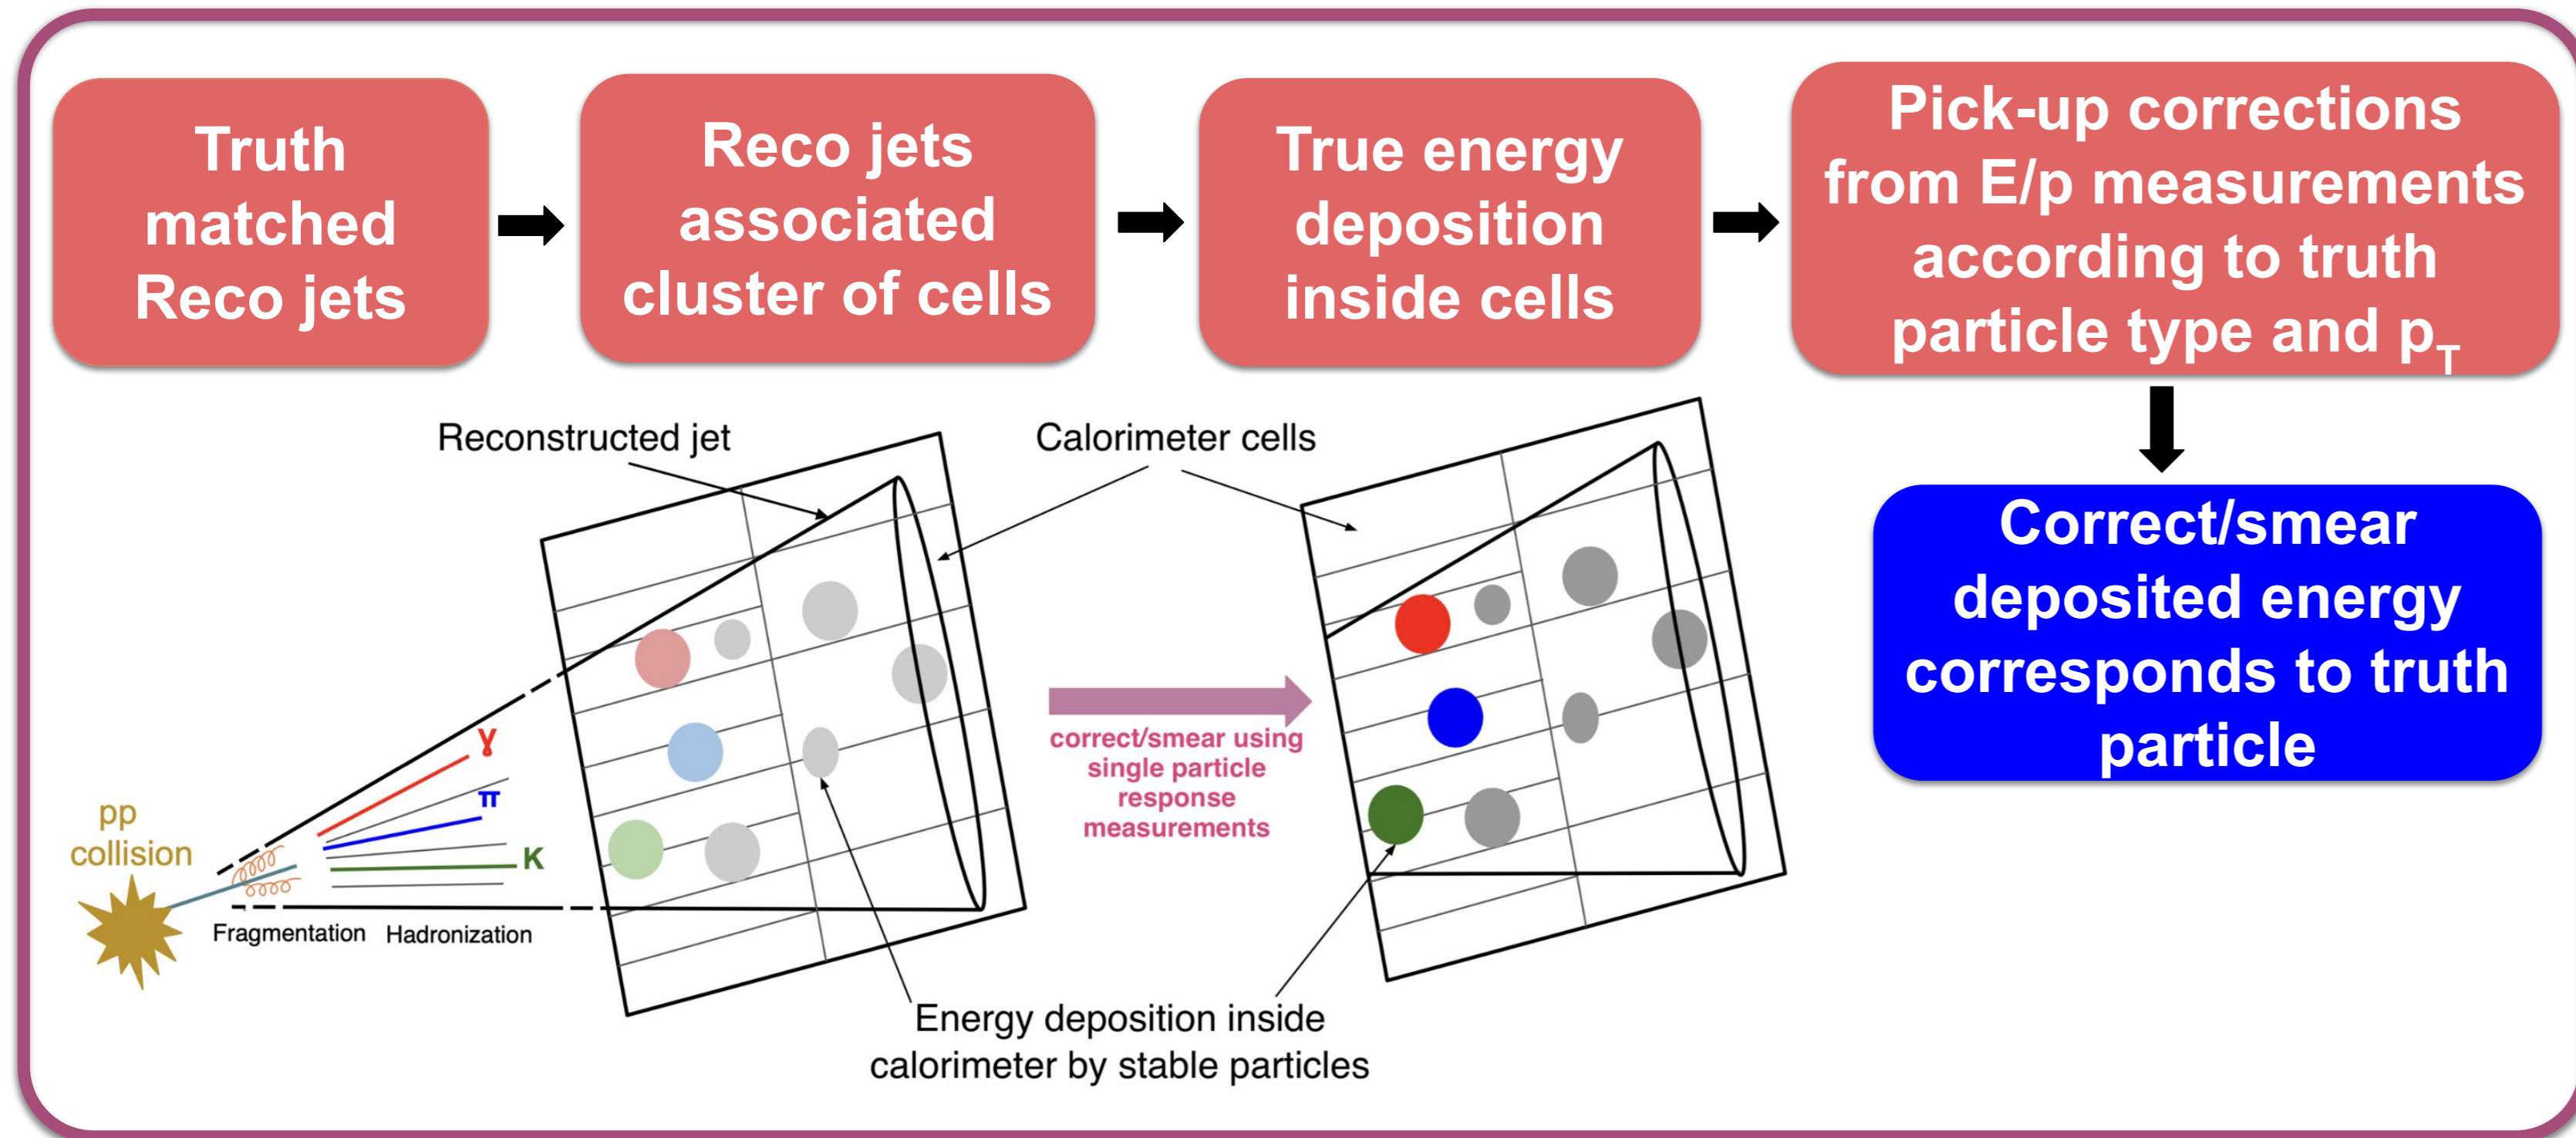 Truth
matched
Reco jets
Reco jets
associated
cluster of cells
True energy
deposition
inside cells
Pick-up corrections
from E/p measurements
according to truth
particle type and pT
Correct/smear
deposited energy
corresponds to truth
particle
Reconstructed jet
Calorimeter cells
correct/smear using
single particle
response
measurements
γ
π
K
pp
collision
Fragmentation
Hadronization
Energy deposition inside
calorimeter by stable particles